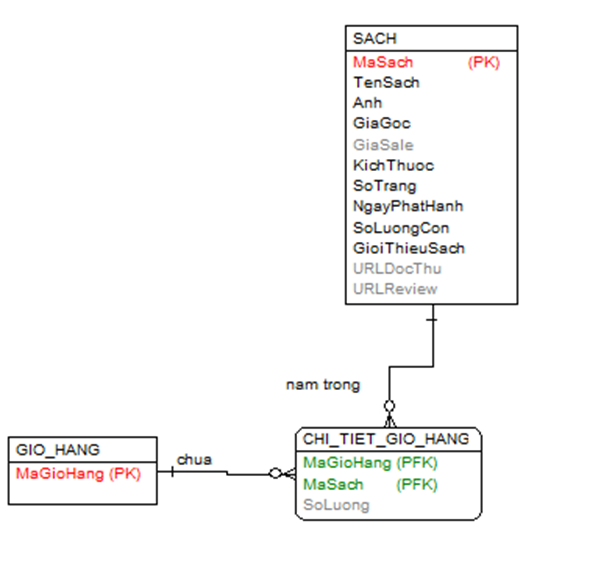 SACH
MaSach (PK)
TenSach
Anh
GiaGoc
GiaSale
KichThuoc
SoTrang
NgayPhatHanh
SoLuongCon
GioiThieuSach
URLDocThu
URLReview
nam trong
GIO_HANG
MaGioHang (PK)
chua
CHI_TIET_GIO_HANG
MaGioHang (PFK)
MaSach (PFK)
SoLuong